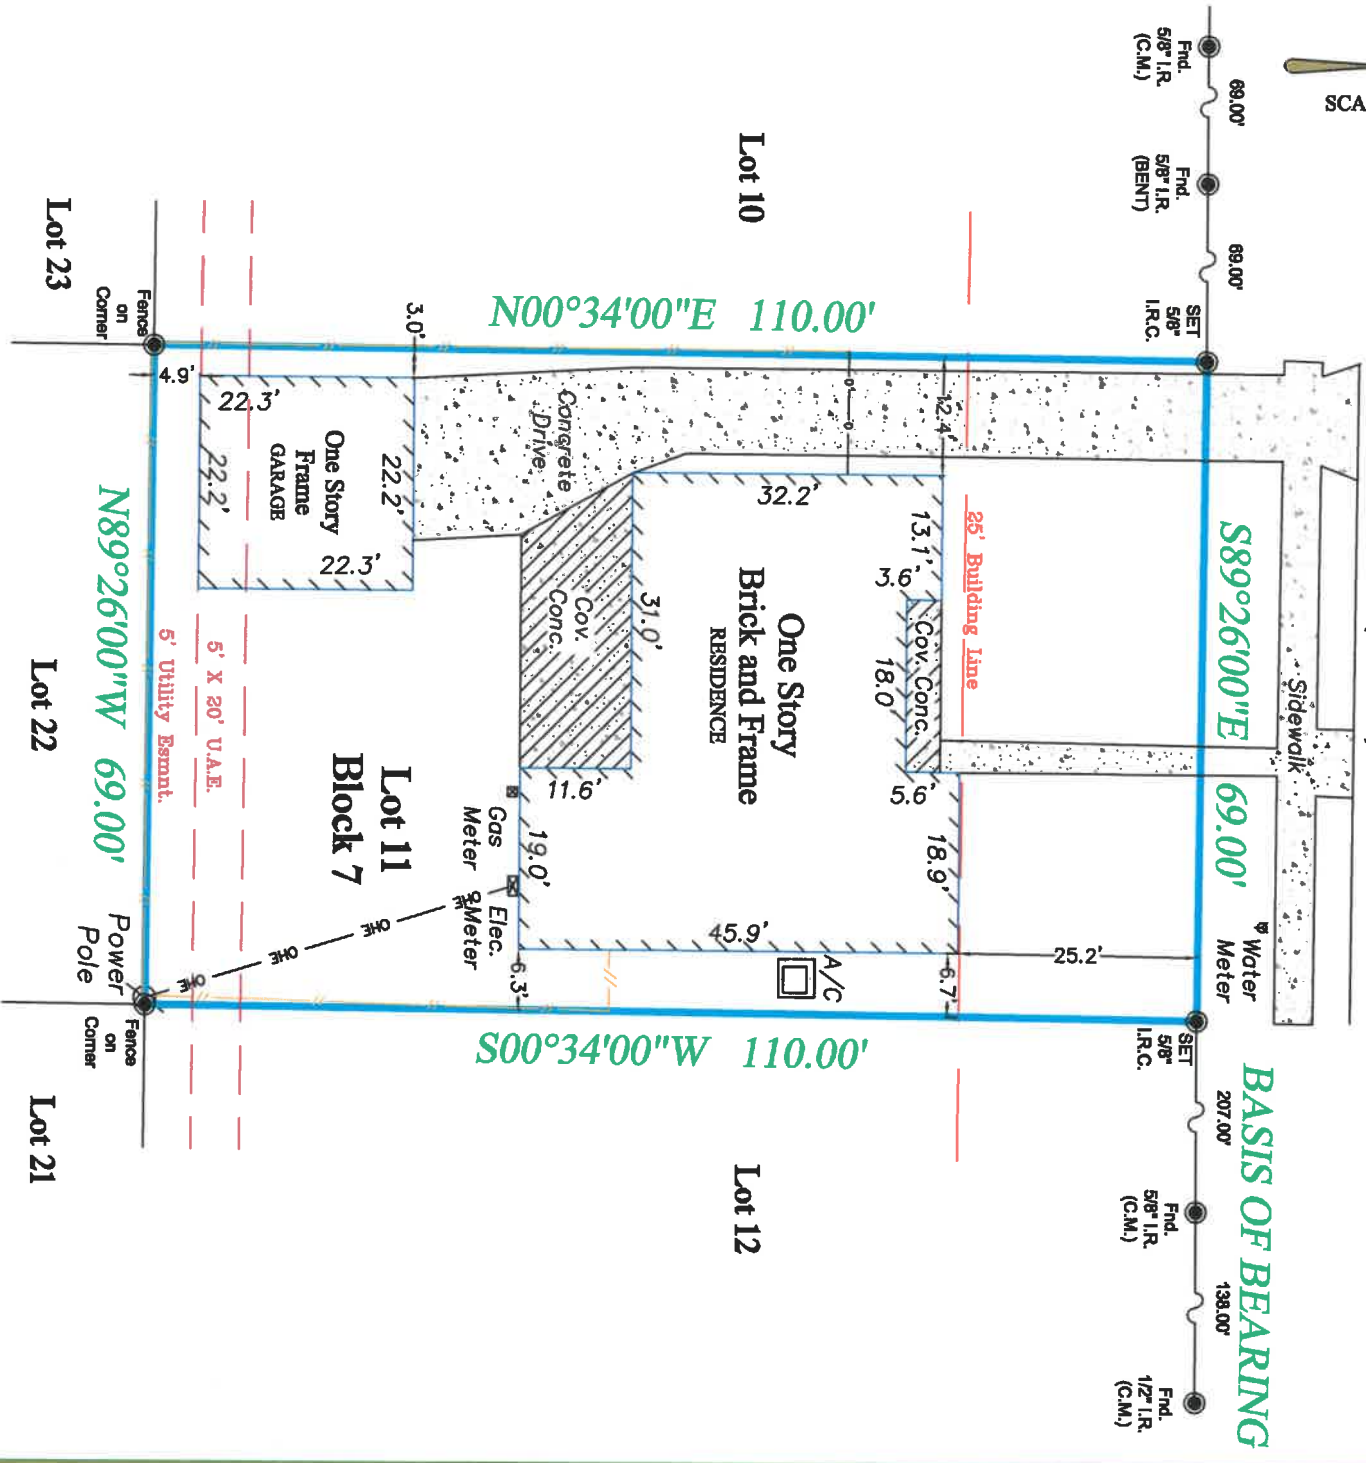 SCA
Fnd.
5/8" I.R.
(C.M.)
69.00'
Fnd.
5/8" I.R.
(BENT)
69.00'
SET
5/8"
I.R.C.
Lot 10
N00°34'00"E 110.00'
Lot 23
Fence
on
Corner
3.0'
4.9'
22.3'
22.2'
22.2'
22.3'
One Story
Frame
GARAGE
Concrete
Drive
12.4'
32.2'
13.1'
3.6'
Cov. Conc.
18.0'
25' Building Line
S89°26'00"E 69.00'
Sidewalk
One Story
Brick and Frame
RESIDENCE
31.0'
Cov.
Conc.
11.6'
5.6'
18.9'
19.0'
45.9'
25.2'
6.7'
6.3'
A/C
Gas
Meter
Elec.
Meter
OHE
OHE
OHE
OHE
Water
Meter
Lot 11
Block 7
5' X 20' U.A.E.
5' Utility Esmnt.
N89°26'00"W 69.00'
Lot 22
Power
Pole
Fence
on
Corner
Lot 21
S00°34'00"W 110.00'
SET
5/8"
I.R.C.
BASIS OF BEARING
207.00'
Fnd.
5/8" I.R.
(C.M.)
138.00'
Fnd.
1/2" I.R.
(C.M.)
Lot 12